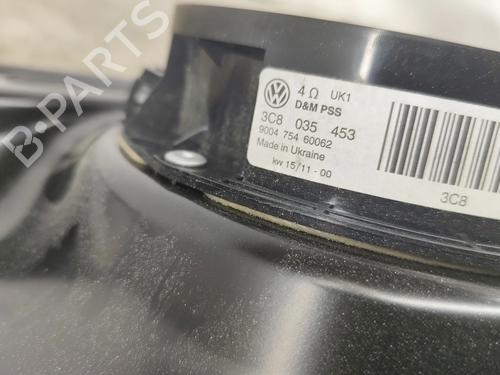 4 Ω UK1
D&M PSS
3C8 035 453
9004 754 60062
Made in Ukraine
kw 15/11 - 00
3C8
B-PARTS